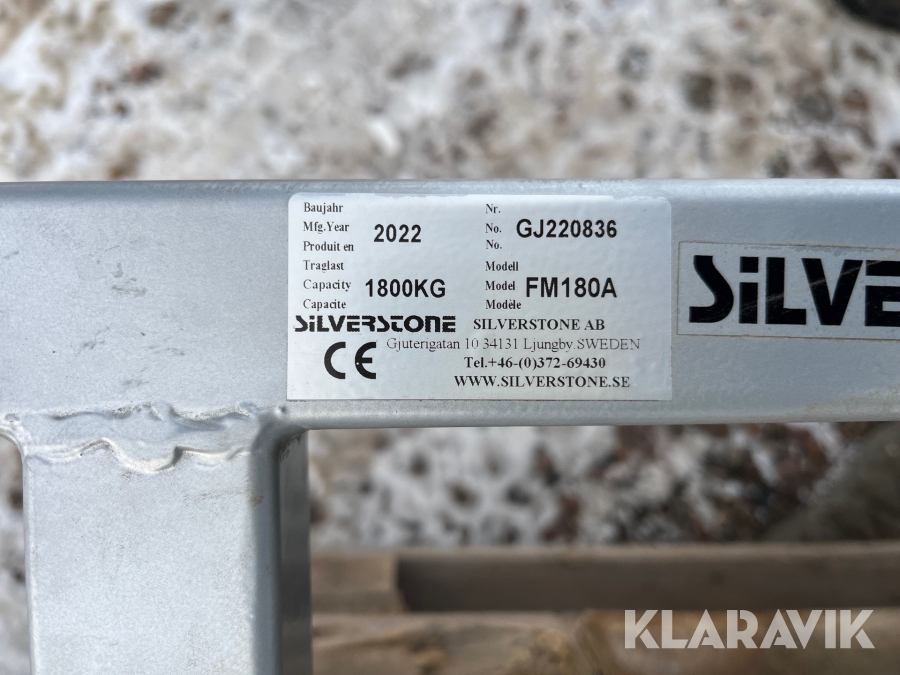 Baujahr
Mfg.Year 2022
Produit en
Nr.
No. GJ220836
No.
Traglast
Capacity 1800KG
Capacite
Modell
Model FM180A
Modèle
SILVERSTONE SILVERSTONE AB
CE Gjuterigatan 10 34131 Ljungby.SWEDEN
Tel.+46-(0)372-69430
WWW.SILVERSTONE.SE
SILVE
KLARAVIK